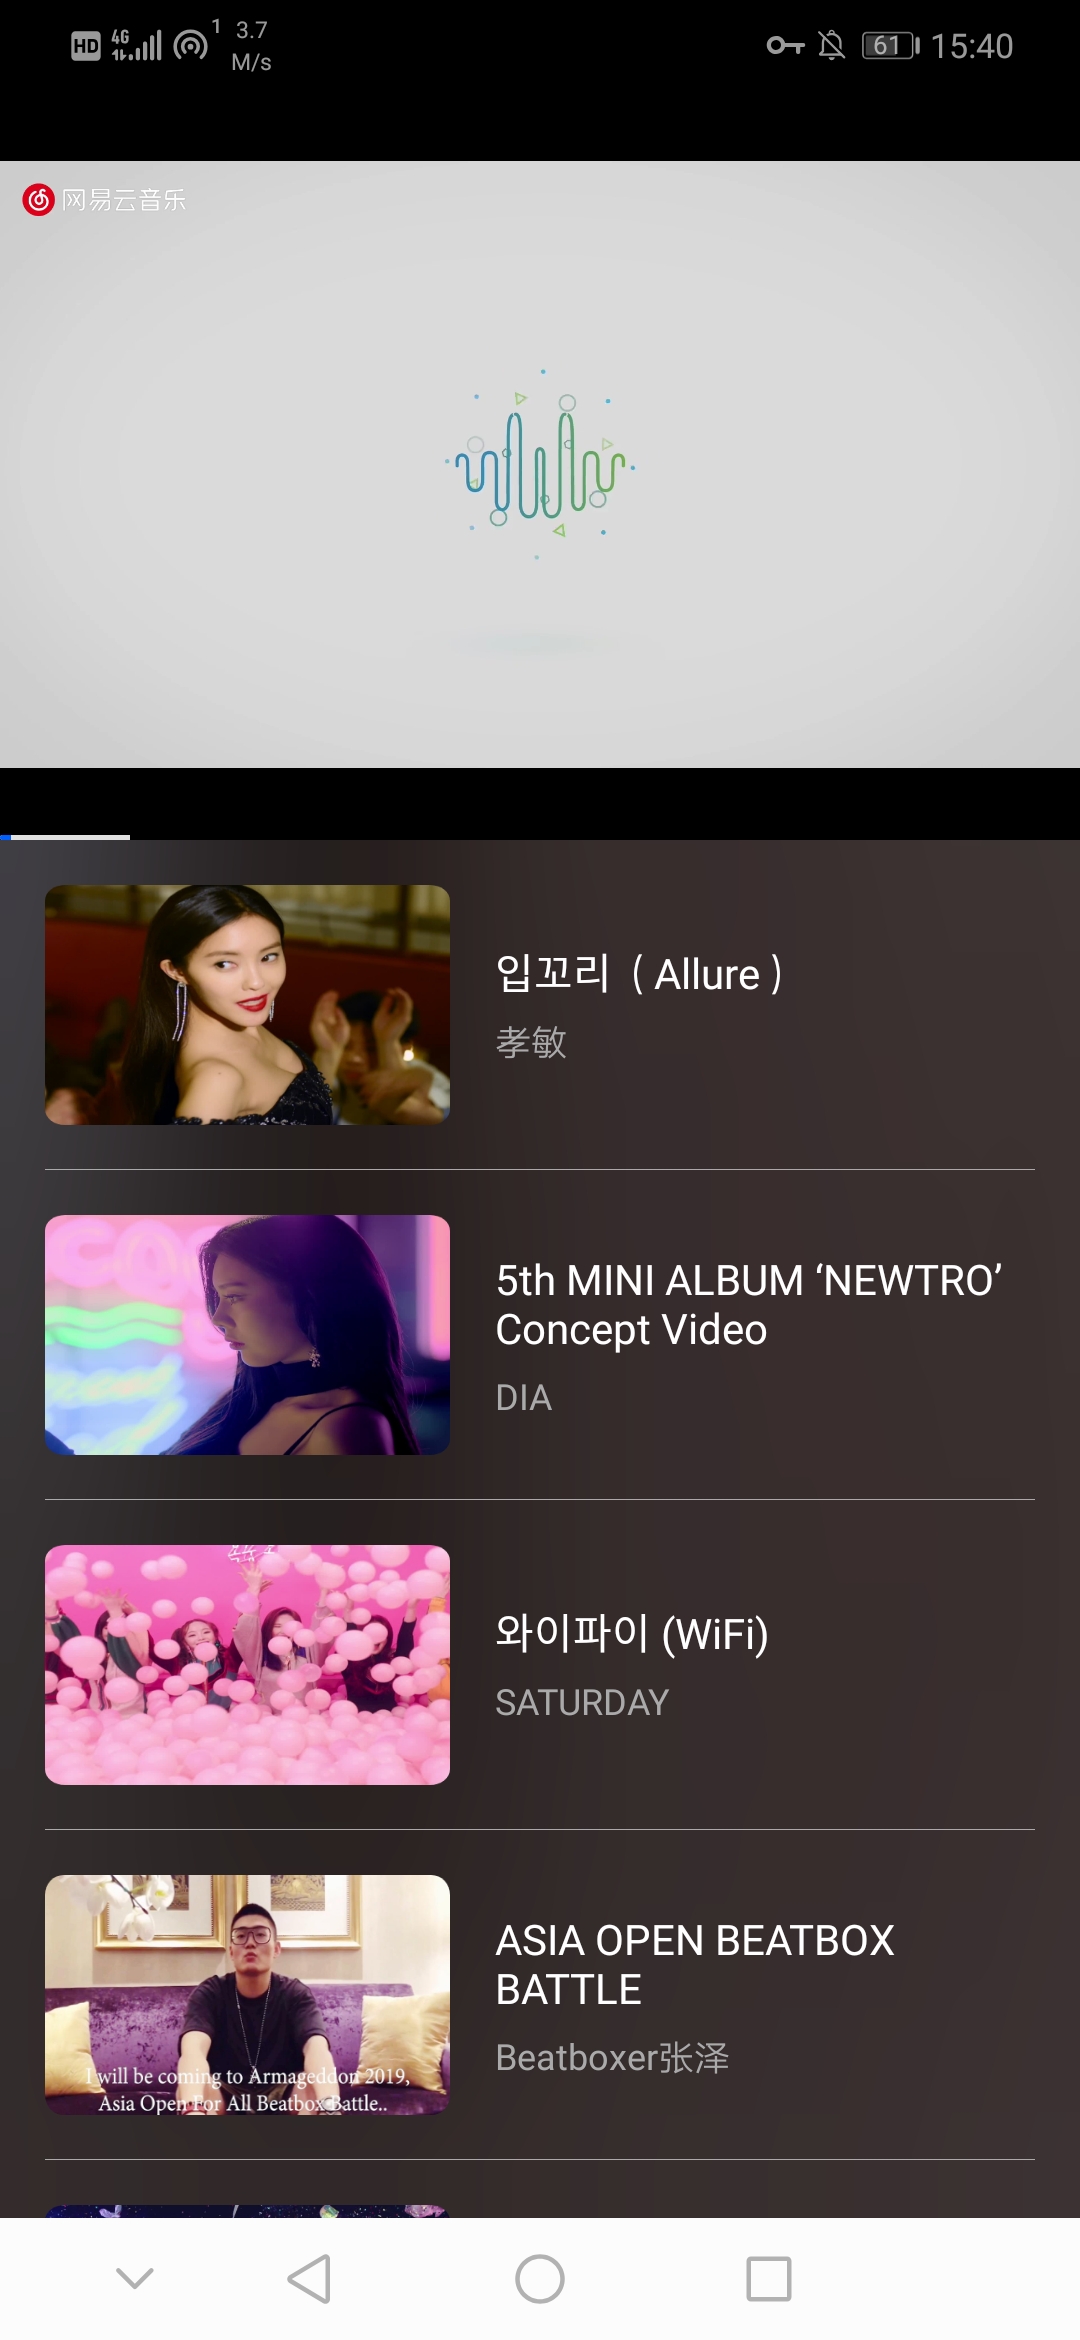 HD 4G 1 3.7 M/s 61 15:40
网易云音乐
입꼬리 ( Allure )
孝敏
5th MINI ALBUM ‘NEWTRO’
Concept Video
DIA
와이파이 (WiFi)
SATURDAY
I will be coming to Armageddon 2019,
Asia Open For All Beatbox Battle..
ASIA OPEN BEATBOX
BATTLE
Beatboxer张泽